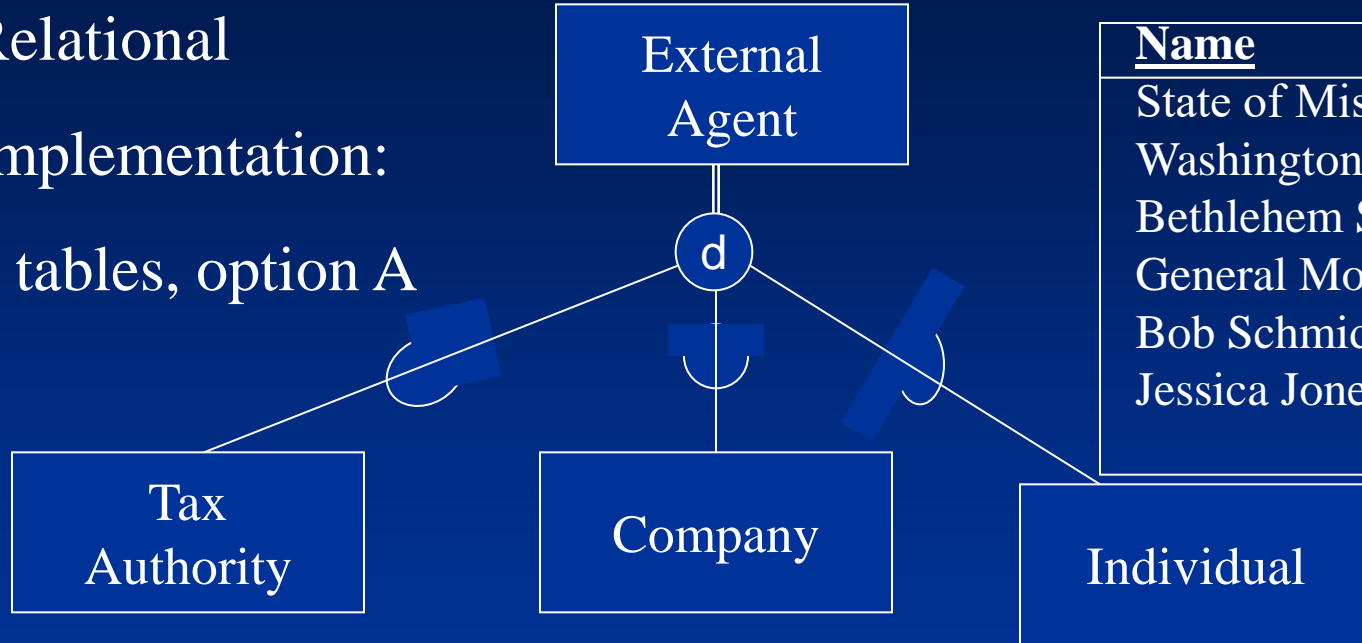 Relational
mplementation:
tables, option A
External
Agent
d
Tax
Authority
Company
Individual
Name
State of Mis
Washington
Bethlehem S
General Mo
Bob Schmid
Jessica Jone